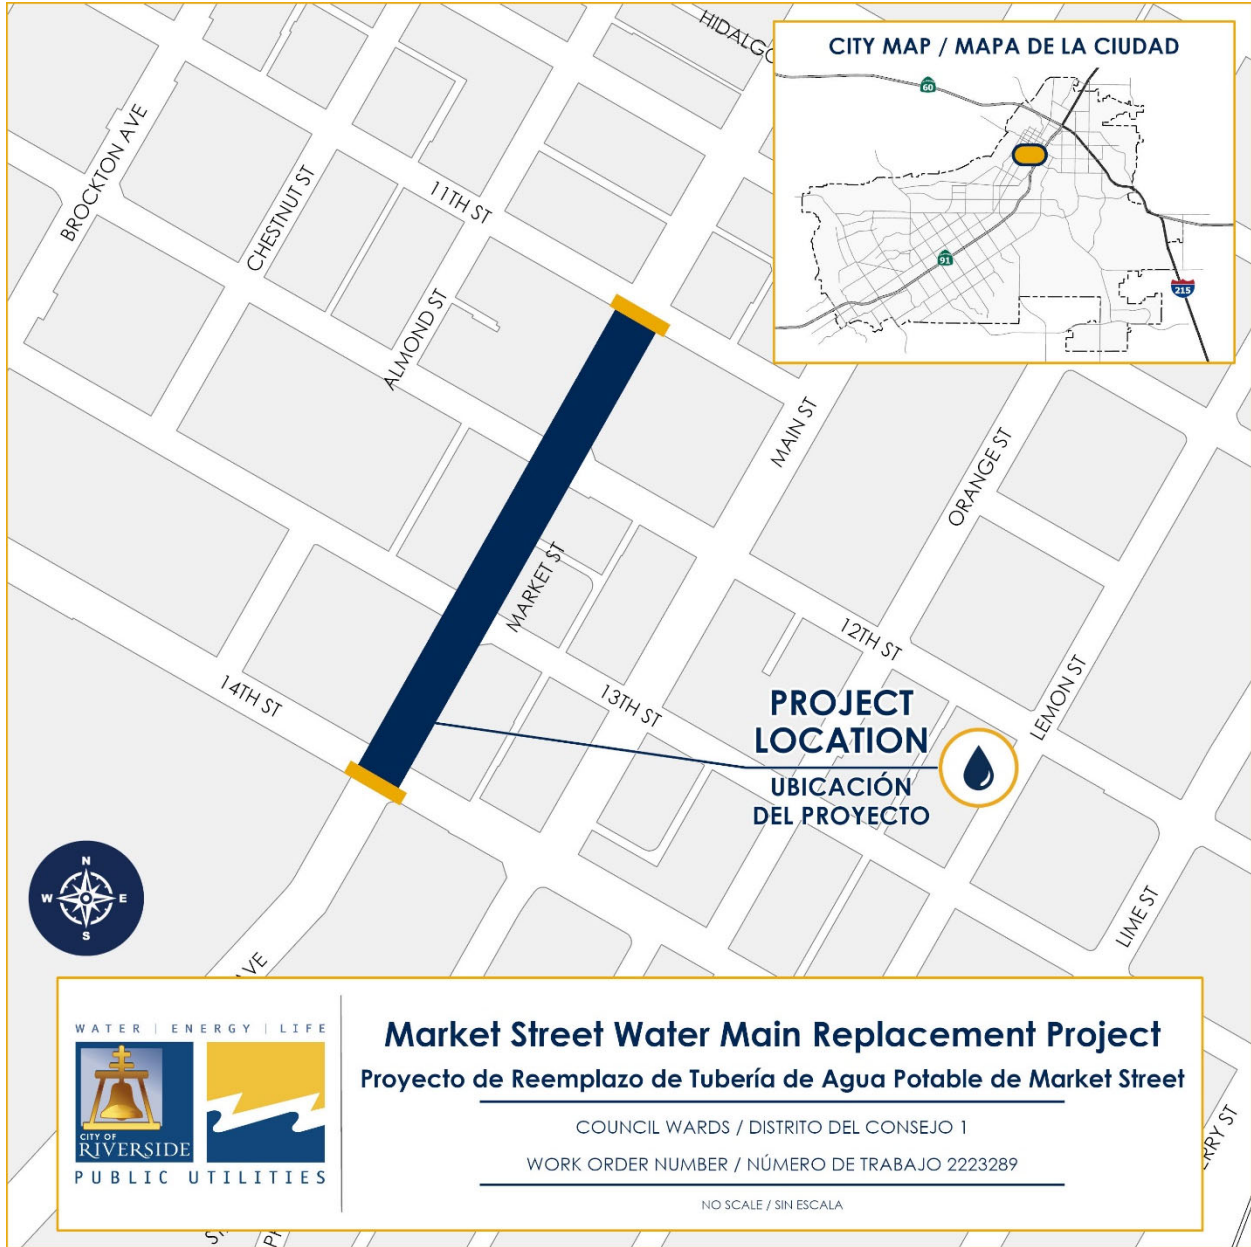 HIDALGO
CITY MAP / MAPA DE LA CIUDAD
60
91
215
BROCKTON AVE
CHESTNUT ST
11TH ST
ALMOND ST
MAIN ST
ORANGE ST
MARKET ST
12TH ST
13TH ST
14TH ST
LEMON ST
PROJECT
LOCATION
UBICACIÓN
DEL PROYECTO
N
W E
S
LIME ST
AVE
WATER | ENERGY | LIFE
CITY OF
RIVERSIDE
PUBLIC UTILITIES
Market Street Water Main Replacement Project
Proyecto de Reemplazo de Tubería de Agua Potable de Market Street
COUNCIL WARDS / DISTRITO DEL CONSEJO 1
WORK ORDER NUMBER / NÚMERO DE TRABAJO 2223289
NO SCALE / SIN ESCALA
ERRY ST